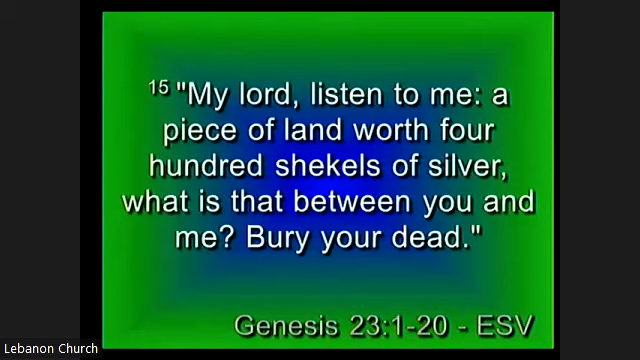 15 "My lord, listen to me: a
piece of land worth four
hundred shekels of silver,
what is that between you and
me? Bury your dead."
Genesis 23:1-20 - ESV
Lebanon Church